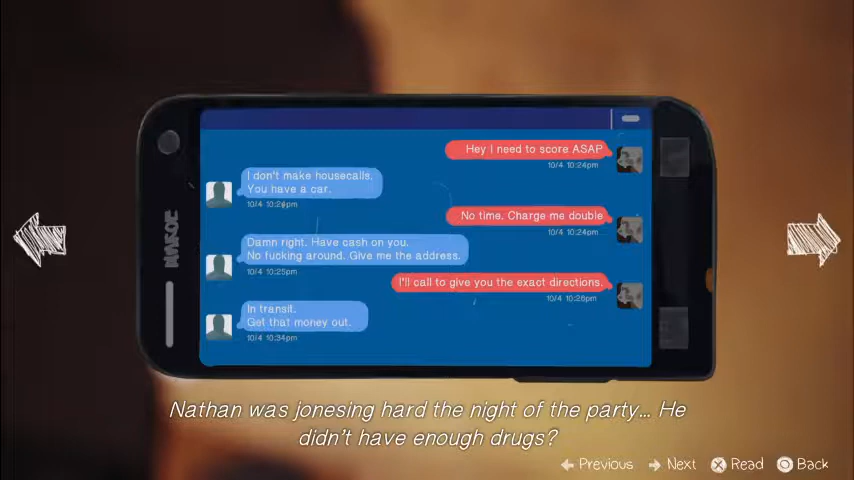 Hey I need to score ASAP
10/4 10:24pm
I don't make housecalls.
You have a car.
10/4 10:24pm
No time. Charge me double
10/4 10:24pm
Damn right. Have cash on you.
No fucking around. Give me the address.
10/4 10:25pm
I'll call to give you the exact directions.
10/4 10:26pm
In transit.
Get that money out.
10/4 10:34pm
Nathan was jonesing hard the night of the party... He
didn't have enough drugs?
Previous
Next
Read
Back